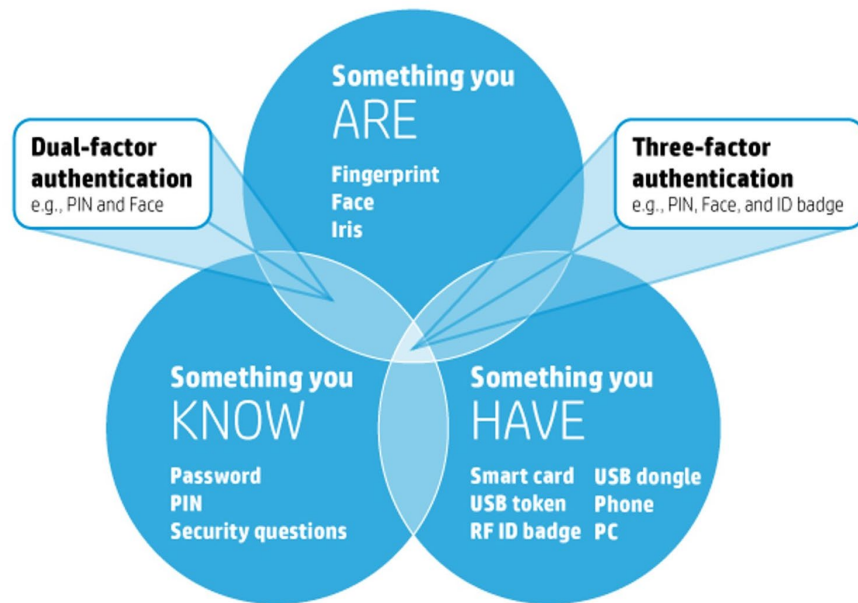 Something you
ARE
Fingerprint
Face
Iris
Dual-factor
authentication
e.g., PIN and Face
Three-factor
authentication
e.g., PIN, Face, and ID badge
Something you
KNOW
Password
PIN
Security questions
Something you
HAVE
Smart card USB dongle
USB token Phone
RF ID badge PC